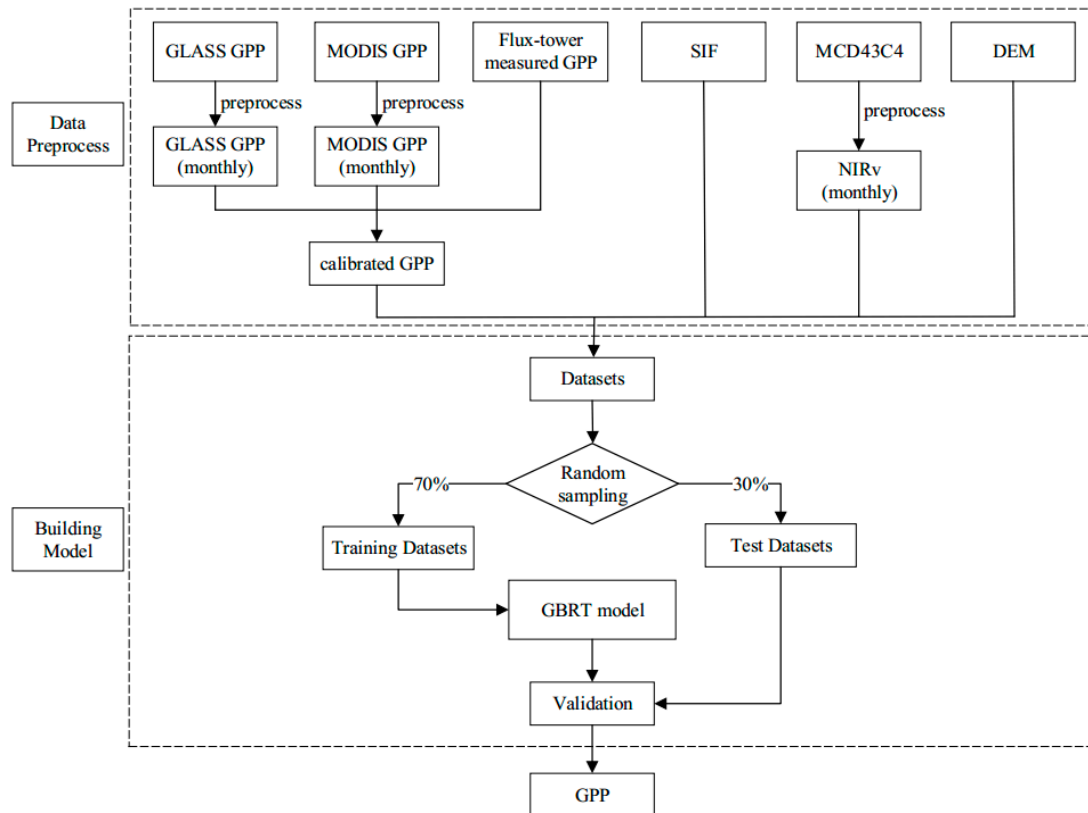 GLASS GPP
MODIS GPP
Flux-tower
measured GPP
SIF
MCD43C4
DEM
preprocess
preprocess
preprocess
Data
Preprocess
GLASS GPP
(monthly)
MODIS GPP
(monthly)
NIRv
(monthly)
calibrated GPP
Datasets
Random
sampling
70%
30%
Building
Model
Training Datasets
Test Datasets
GBRT model
Validation
GPP